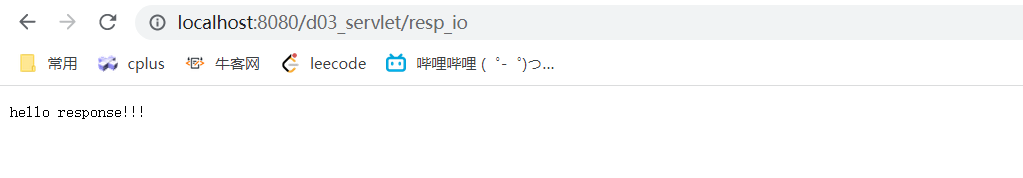 localhost:8080/d03_servlet/resp_io
常用 cplus 牛客网 leecode 哔哩哔哩 ( ゜- ゜)つ...
hello response!!!